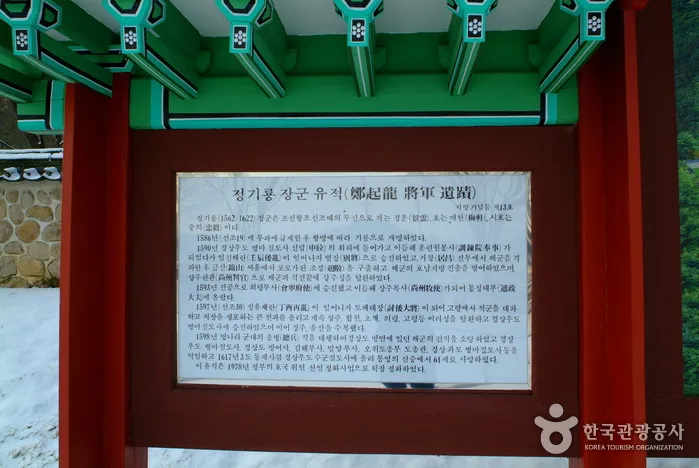 정기룡 장군 유적(鄭起龍 將軍 遺蹟)
지방기념물 제13호
정기룡(1562~1622) 장군은 조선왕조 선조때의 무신으로 자는 경운(景雲), 호는 매헌(梅軒), 시호는
충의(忠毅) 이다.
1586년(선조19)에 무과에 급제한 후 왕명에 따라 기룡으로 개명하였다.
1590년 경상우도 병마절도사 신립(申砬)의 휘하에 들어가고 이듬해 훈련원봉사(訓鍊院奉事)가
되었다가 임진왜란(壬辰倭亂)이 일어나자 별장(別將)으로 승진하였고, 거창(居昌) 전투에서 왜군을 격
파한 후 금산(錦山) 싸움에서 포로가된 조경(趙儆)을 구출하고 왜군의 호남지방 진출을 방어하였으며,
상주판관(尙州判官)으로 왜군과 격전끝에 상주성을 탈환하였다.
1593년 전공으로 회령부사(會寧府使)에 승진했고 이듬해 상주목사(尙州牧使)가되어 통정대부(通政
大夫)에 올랐다.
1597년(선조30) 정유재란(丁酉再亂)이 일어나자 토왜대장(討倭大將)이 되어 고령에서 적군을 대파
하고 적장을 생포하는 큰 전과를 올리고 계속 상주, 합천, 초계, 의령, 고령등 여러성을 탈환하고 경상우도
병마절도사에 승진하였으며 이어 경주, 울산을 수복했다.
1598년 명나라 군대의 총병(總兵) 직을 대행하여 경상도 방면에 있던 왜군의 잔적을 소탕 하였고 경상
우도 병마절도사, 경상도 방어사, 김해부사, 밀양부사, 오위도총부 도총관, 경상좌도 병마절도사등을
역임하고 1617년 3도 통제사겸 경상우도 수군절도사에 올라 통영의 진중에서 61세로 사망하였다.
이 유적은 1978년 정부의 호국 위인 선현 정화사업으로 확장 정화하였다.
한국관광공사
KOREA TOURISM ORGANIZATION